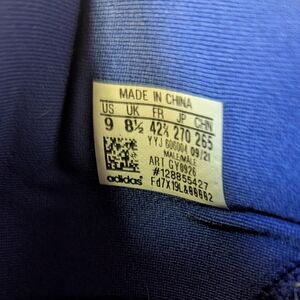 MADE IN CHINA
US UK FR JP CHN
9 8½ 42⅔ 270 265
YYJ 606004 09/21
MALE/MALE
ART GY0926
#128855427
adidas